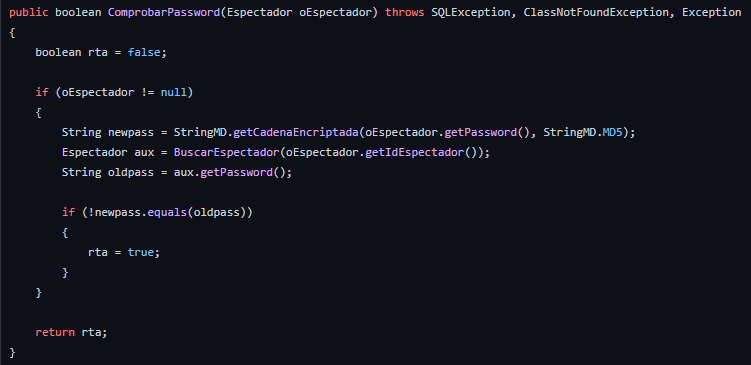 public boolean ComprobarPassword(Espectador oEspectador) throws SQLException, ClassNotFoundException, Exception
{
    boolean rta = false;

    if (oEspectador != null)
    {
        String newpass = StringMD.getCadenaEncriptada(oEspectador.getPassword(), StringMD.MD5);
        Espectador aux = BuscarEspectador(oEspectador.getIdEspectador());
        String oldpass = aux.getPassword();

        if (!newpass.equals(oldpass))
        {
            rta = true;
        }
    }

    return rta;
}